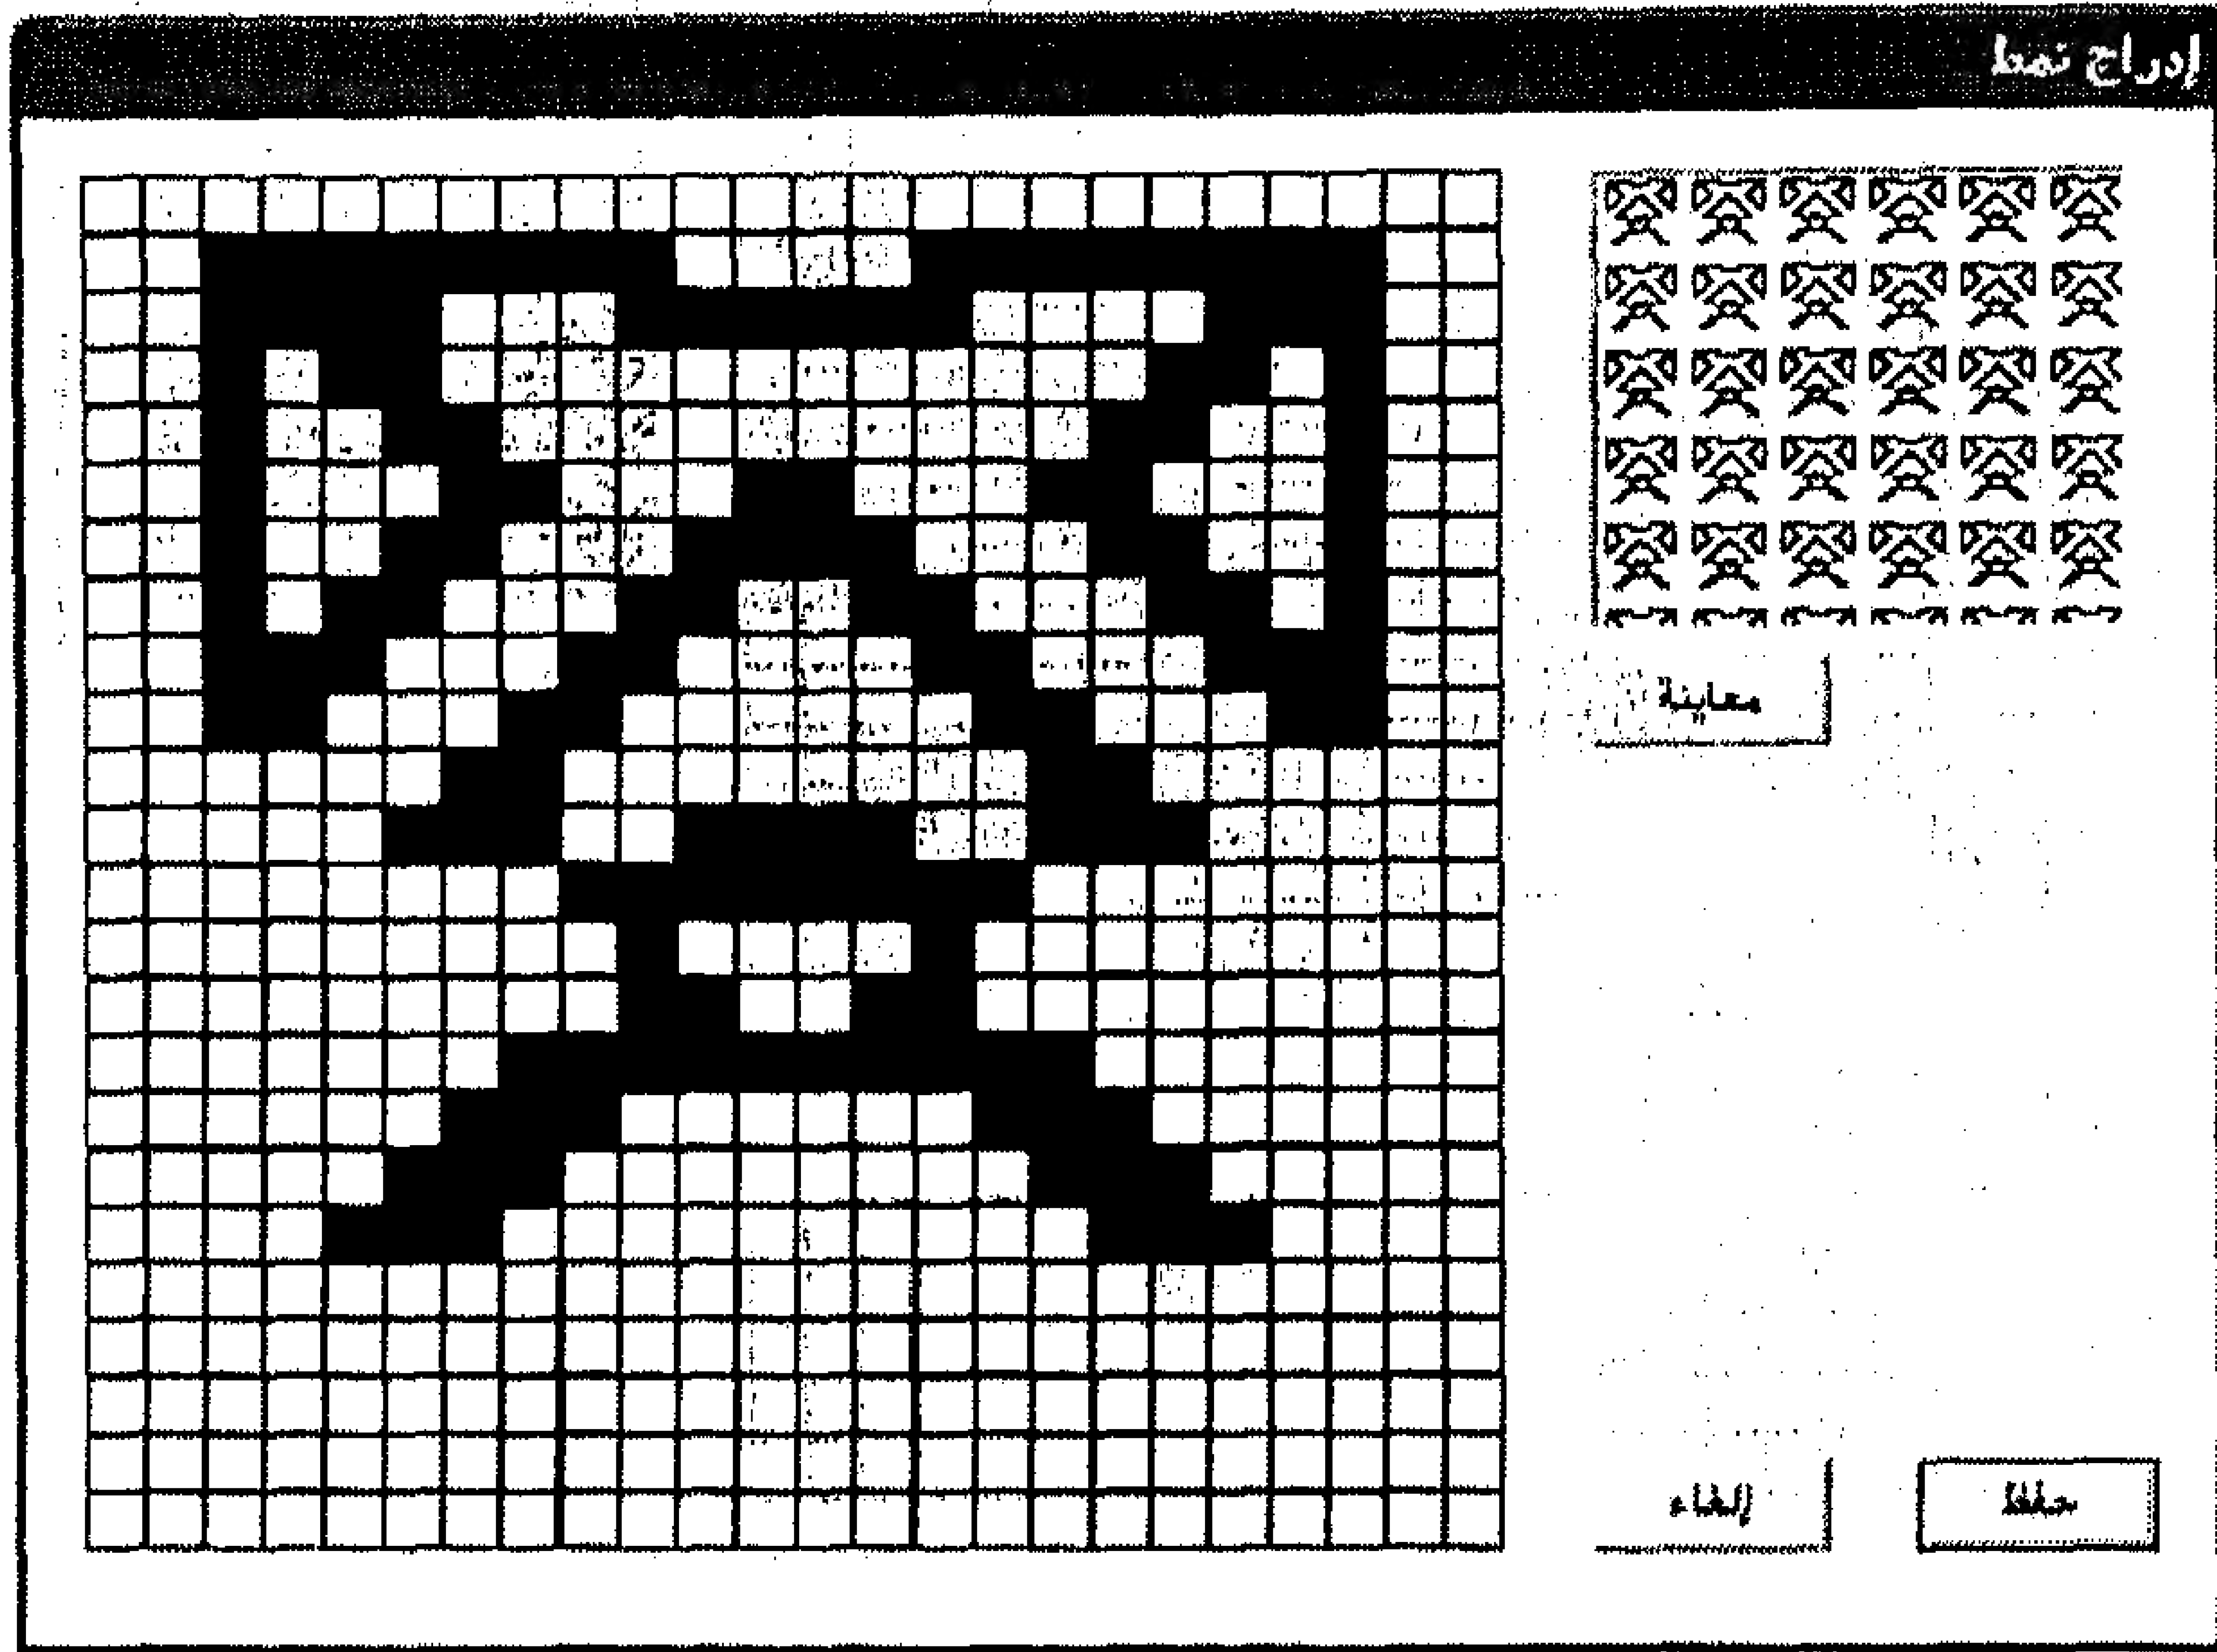 إدراج نمط
معاينة
حفظ
إلغاء